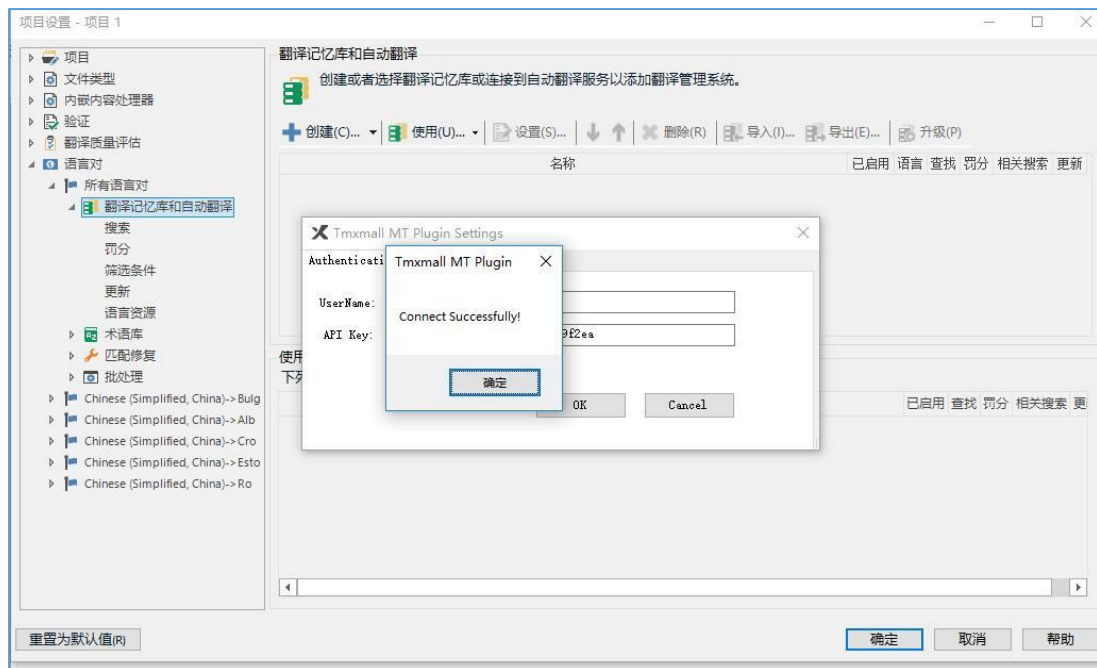 项目设置 - 项目 1
项目
文件类型
内嵌内容处理器
验证
翻译质量评估
语言对
所有语言对
翻译记忆库和自动翻译
搜索
罚分
筛选条件
更新
语言资源
术语库
匹配修复
批处理
Chinese (Simplified, China)->Bulg
Chinese (Simplified, China)->Alb
Chinese (Simplified, China)->Cro
Chinese (Simplified, China)->Esto
Chinese (Simplified, China)->Ro
翻译记忆库和自动翻译
创建或者选择翻译记忆库或连接到自动翻译服务以添加翻译管理系统。
创建(C)... 使用(U)... 设置(S)... 删除(R) 导入(I)... 导出(E)... 升级(P)
名称 已启用 语言 查找 罚分 相关搜索 更新
Tmxmall MT Plugin Settings
Authenticati
UserName:
API Key: 9f2ea
OK Cancel
Tmxmall MT Plugin
Connect Successfully!
确定
使用
下列
已启用 查找 罚分 相关搜索 更
重置为默认值(R) 确定 取消 帮助